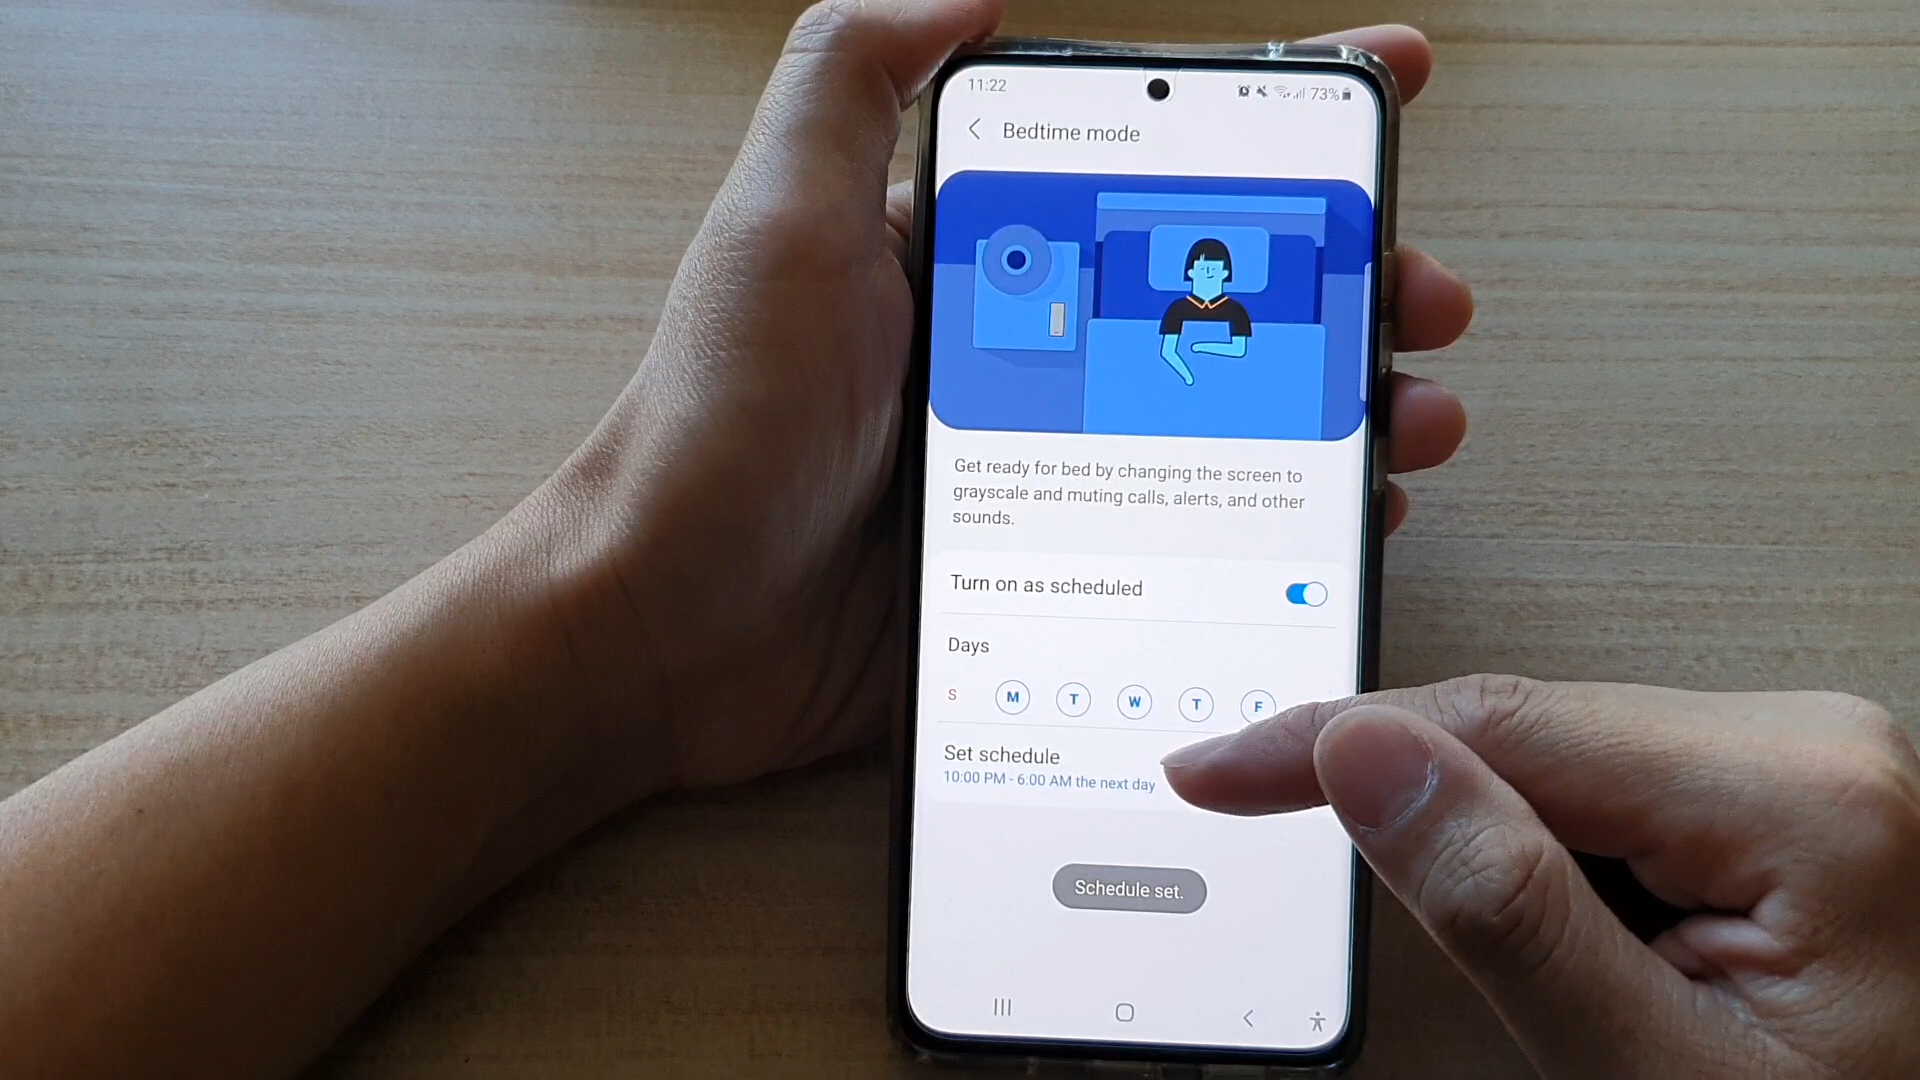 11:22 73%
Bedtime mode
Get ready for bed by changing the screen to
grayscale and muting calls, alerts, and other
sounds.
Turn on as scheduled
Days
S M T W T F
Set schedule
10:00 PM - 6:00 AM the next day
Schedule set.